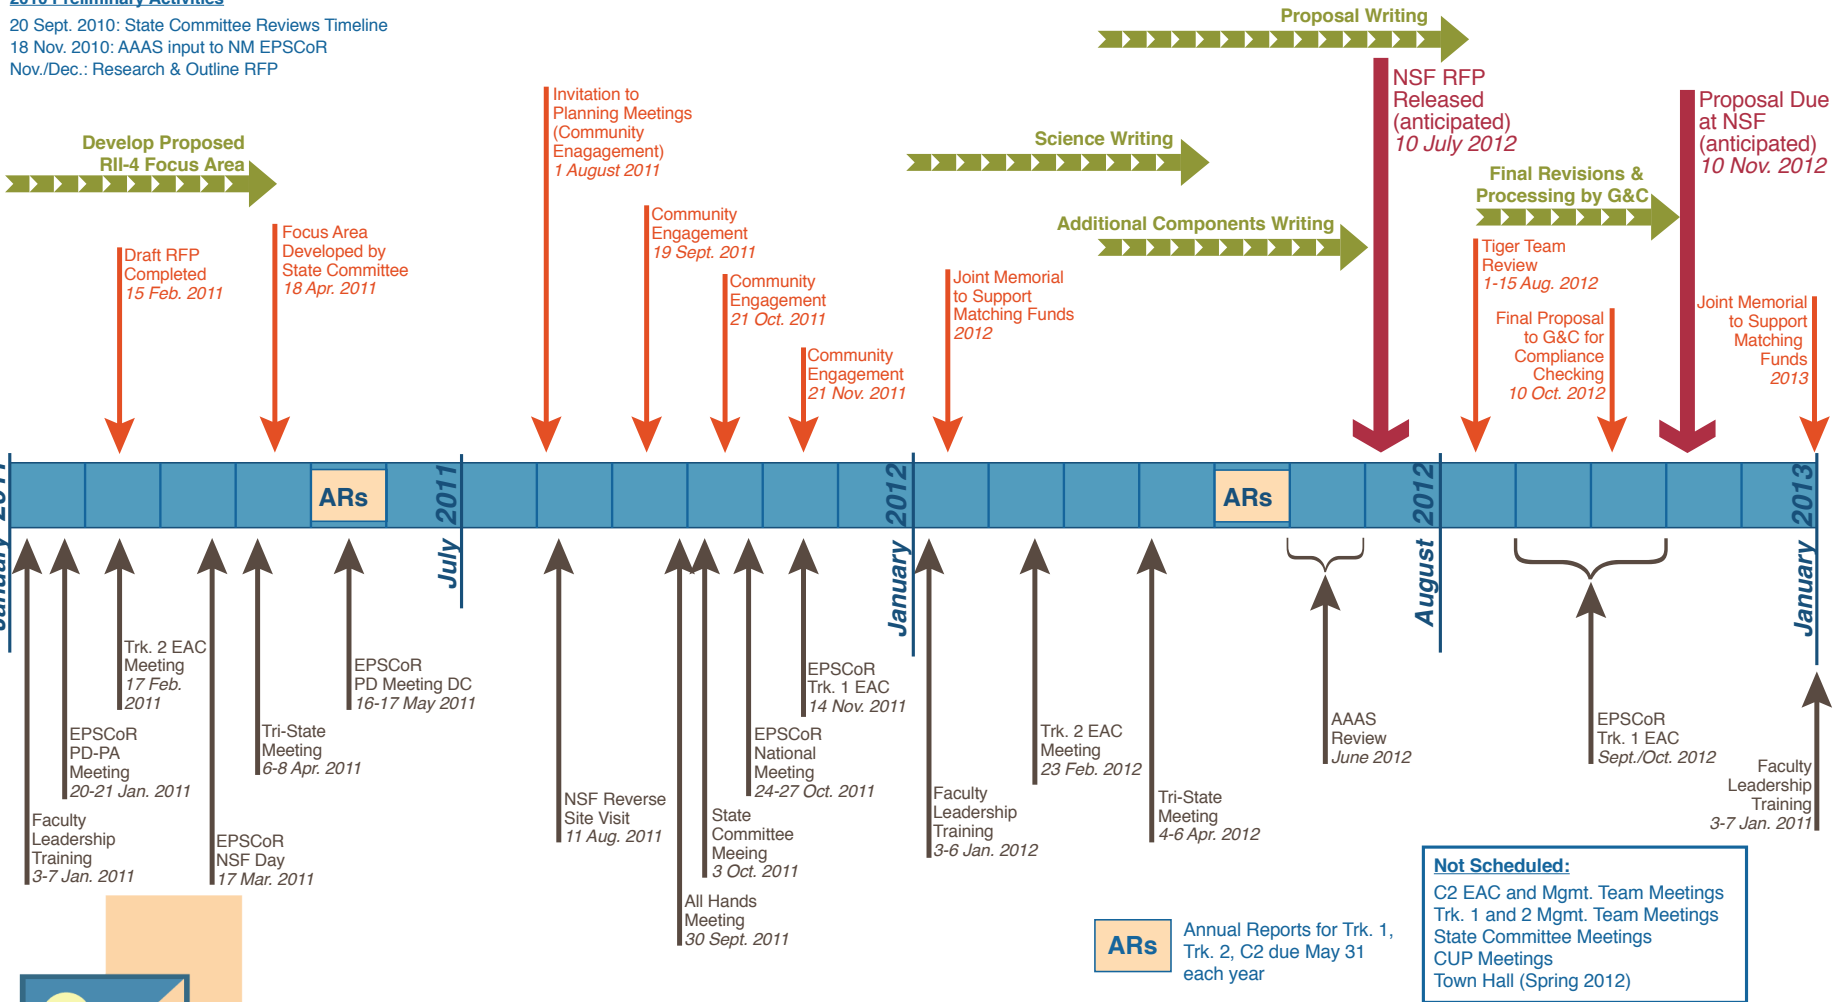 2010 Preliminary Activities
20 Sept. 2010: State Committee Reviews Timeline
18 Nov. 2010: AAAS input to NM EPSCoR
Nov./Dec.: Research & Outline RFP
Develop Proposed
RII-4 Focus Area
Proposal Writing
Science Writing
Additional Components Writing
Final Revisions &
Processing by G&C
Draft RFP
Completed
15 Feb. 2011
Focus Area
Developed by
State Committee
18 Apr. 2011
Invitation to
Planning Meetings
(Community
Enagagement)
1 August 2011
Community
Engagement
19 Sept. 2011
Community
Engagement
21 Oct. 2011
Community
Engagement
21 Nov. 2011
Joint Memorial
to Support
Matching Funds
2012
NSF RFP
Released
(anticipated)
10 July 2012
Tiger Team
Review
1-15 Aug. 2012
Final Proposal
to G&C for
Compliance
Checking
10 Oct. 2012
Proposal Due
at NSF
(anticipated)
10 Nov. 2012
Joint Memorial
to Support
Matching
Funds
2013
January 2011
ARs
July 2011
January 2012
ARs
August 2012
January 2013
Faculty
Leadership
Training
3-7 Jan. 2011
EPSCoR
PD-PA
Meeting
20-21 Jan. 2011
Trk. 2 EAC
Meeting
17 Feb.
2011
EPSCoR
NSF Day
17 Mar. 2011
Tri-State
Meeting
6-8 Apr. 2011
EPSCoR
PD Meeting DC
16-17 May 2011
NSF Reverse
Site Visit
11 Aug. 2011
All Hands
Meeting
30 Sept. 2011
State
Committee
Meeing
3 Oct. 2011
EPSCoR
National
Meeting
24-27 Oct. 2011
EPSCoR
Trk. 1 EAC
14 Nov. 2011
Faculty
Leadership
Training
3-6 Jan. 2012
Trk. 2 EAC
Meeting
23 Feb. 2012
Tri-State
Meeting
4-6 Apr. 2012
AAAS
Review
June 2012
EPSCoR
Trk. 1 EAC
Sept./Oct. 2012
Faculty
Leadership
Training
3-7 Jan. 2011
ARs
Annual Reports for Trk. 1,
Trk. 2, C2 due May 31
each year
Not Scheduled:
C2 EAC and Mgmt. Team Meetings
Trk. 1 and 2 Mgmt. Team Meetings
State Committee Meetings
CUP Meetings
Town Hall (Spring 2012)